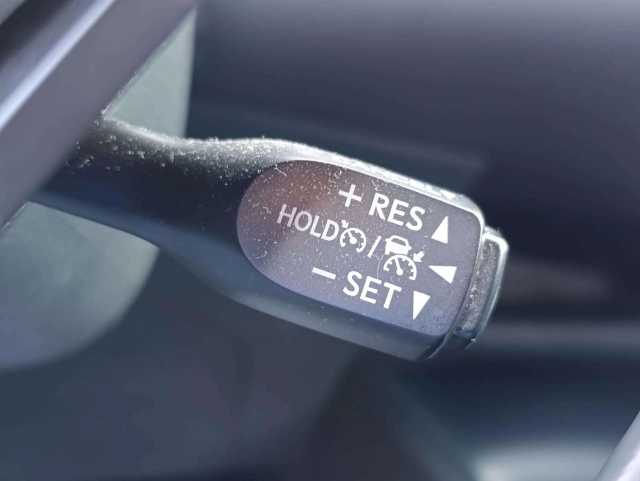 + RES
HOLD /
- SET